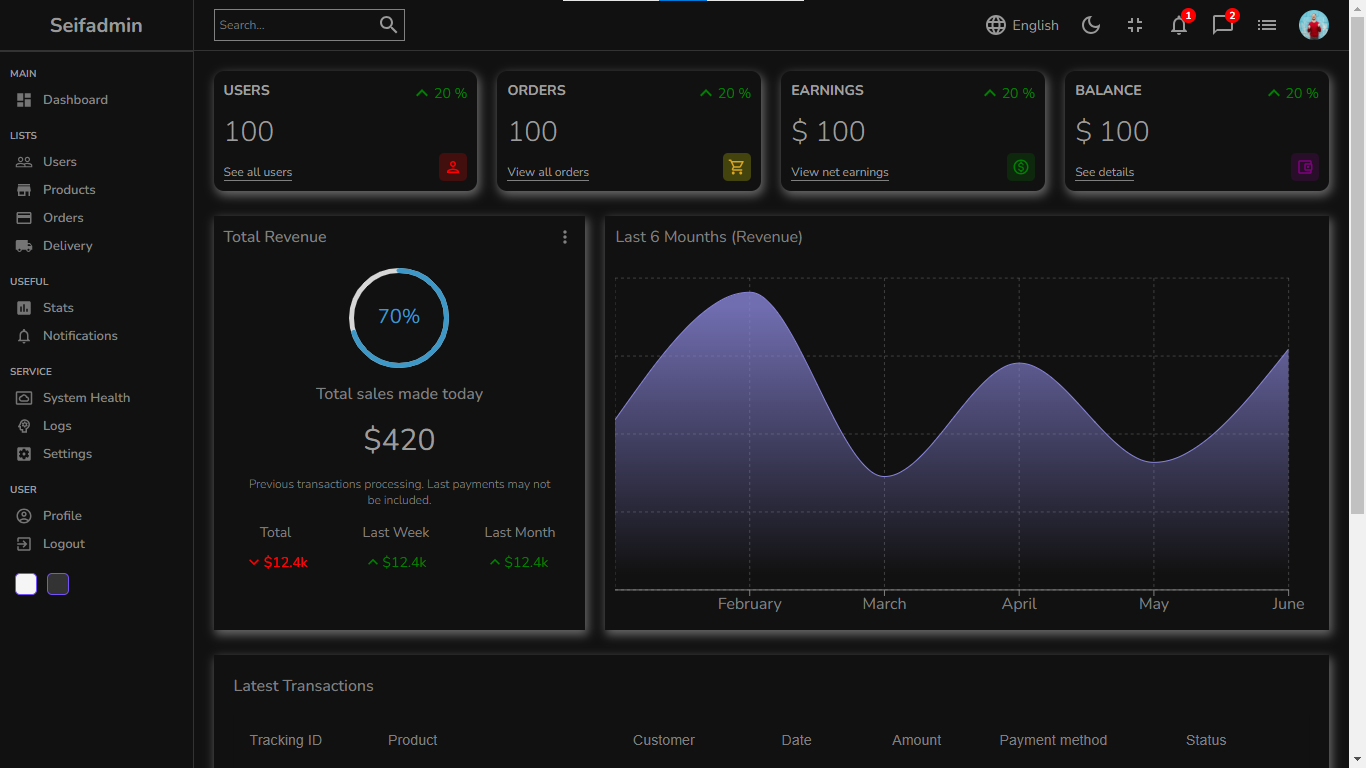 Seifadmin
Search...
English
1
2
MAIN
Dashboard
LISTS
Users
Products
Orders
Delivery
USEFUL
Stats
Notifications
SERVICE
System Health
Logs
Settings
USER
Profile
Logout
USERS
20 %
100
See all users
ORDERS
20 %
100
View all orders
EARNINGS
20 %
$ 100
View net earnings
BALANCE
20 %
$ 100
See details
Total Revenue
70%
Total sales made today
$420
Previous transactions processing. Last payments may not
be included.
Total
Last Week
Last Month
$12.4k
$12.4k
$12.4k
Last 6 Mounths (Revenue)
February
March
April
May
June
Latest Transactions
Tracking ID
Product
Customer
Date
Amount
Payment method
Status